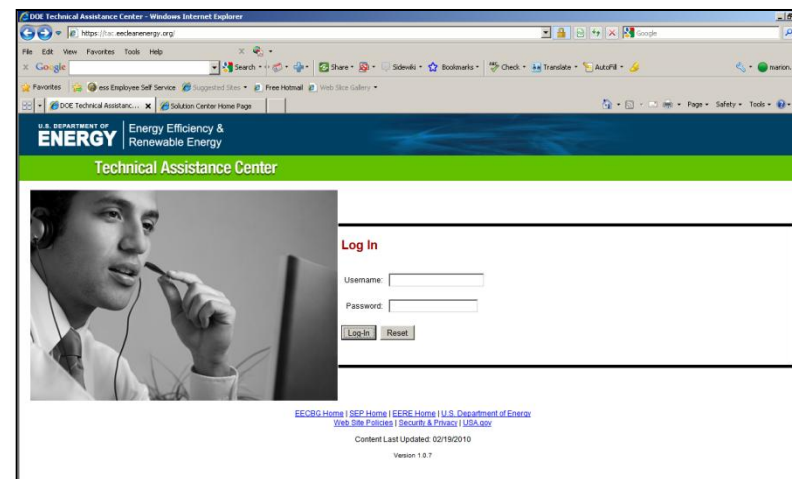 DOE Technical Assistance Center - Windows Internet Explorer
https://tac.eecleanenergy.org/
Google
File Edit View Favorites Tools Help
Google Search Share Sidewiki Bookmarks Check Translate AutoFill marion.
Favorites ess Employee Self Service Suggested Sites Free Hotmail Web Slice Gallery
DOE Technical Assistanc... Solution Center Home Page Page Safety Tools
U.S. DEPARTMENT OF
ENERGY
Energy Efficiency &
Renewable Energy
Technical Assistance Center
Log In
Username:
Password:
Log-In Reset
EECBG Home | SEP Home | EERE Home | U.S. Department of Energy
Web Site Policies | Security & Privacy | USA.gov
Content Last Updated: 02/19/2010
Version 1.0.7